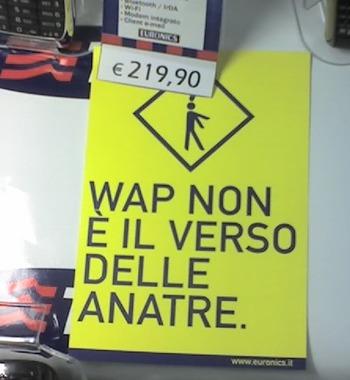 Bluetooth / IrDA
• Wi-Fi
• Modem integrato
• Client e-mail
EURONICS
€ 219,90
WAP NON
È IL VERSO
DELLE
ANATRE.
www.euronics.it